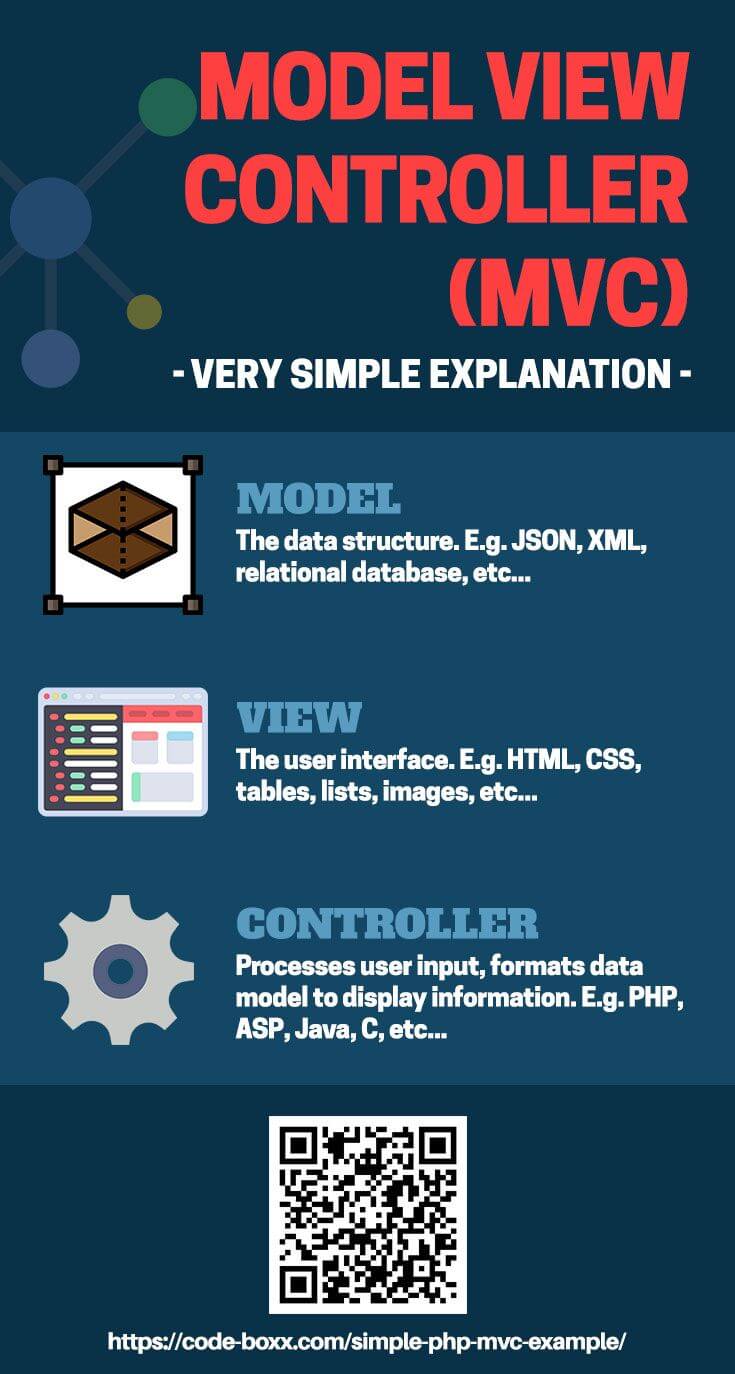 MODEL VIEW
CONTROLLER
(MVC)
- VERY SIMPLE EXPLANATION -
MODEL
The data structure. E.g. JSON, XML,
relational database, etc...
VIEW
The user interface. E.g. HTML, CSS,
tables, lists, images, etc...
CONTROLLER
Processes user input, formats data
model to display information. E.g. PHP,
ASP, Java, C, etc...
https://code-boxx.com/simple-php-mvc-example/